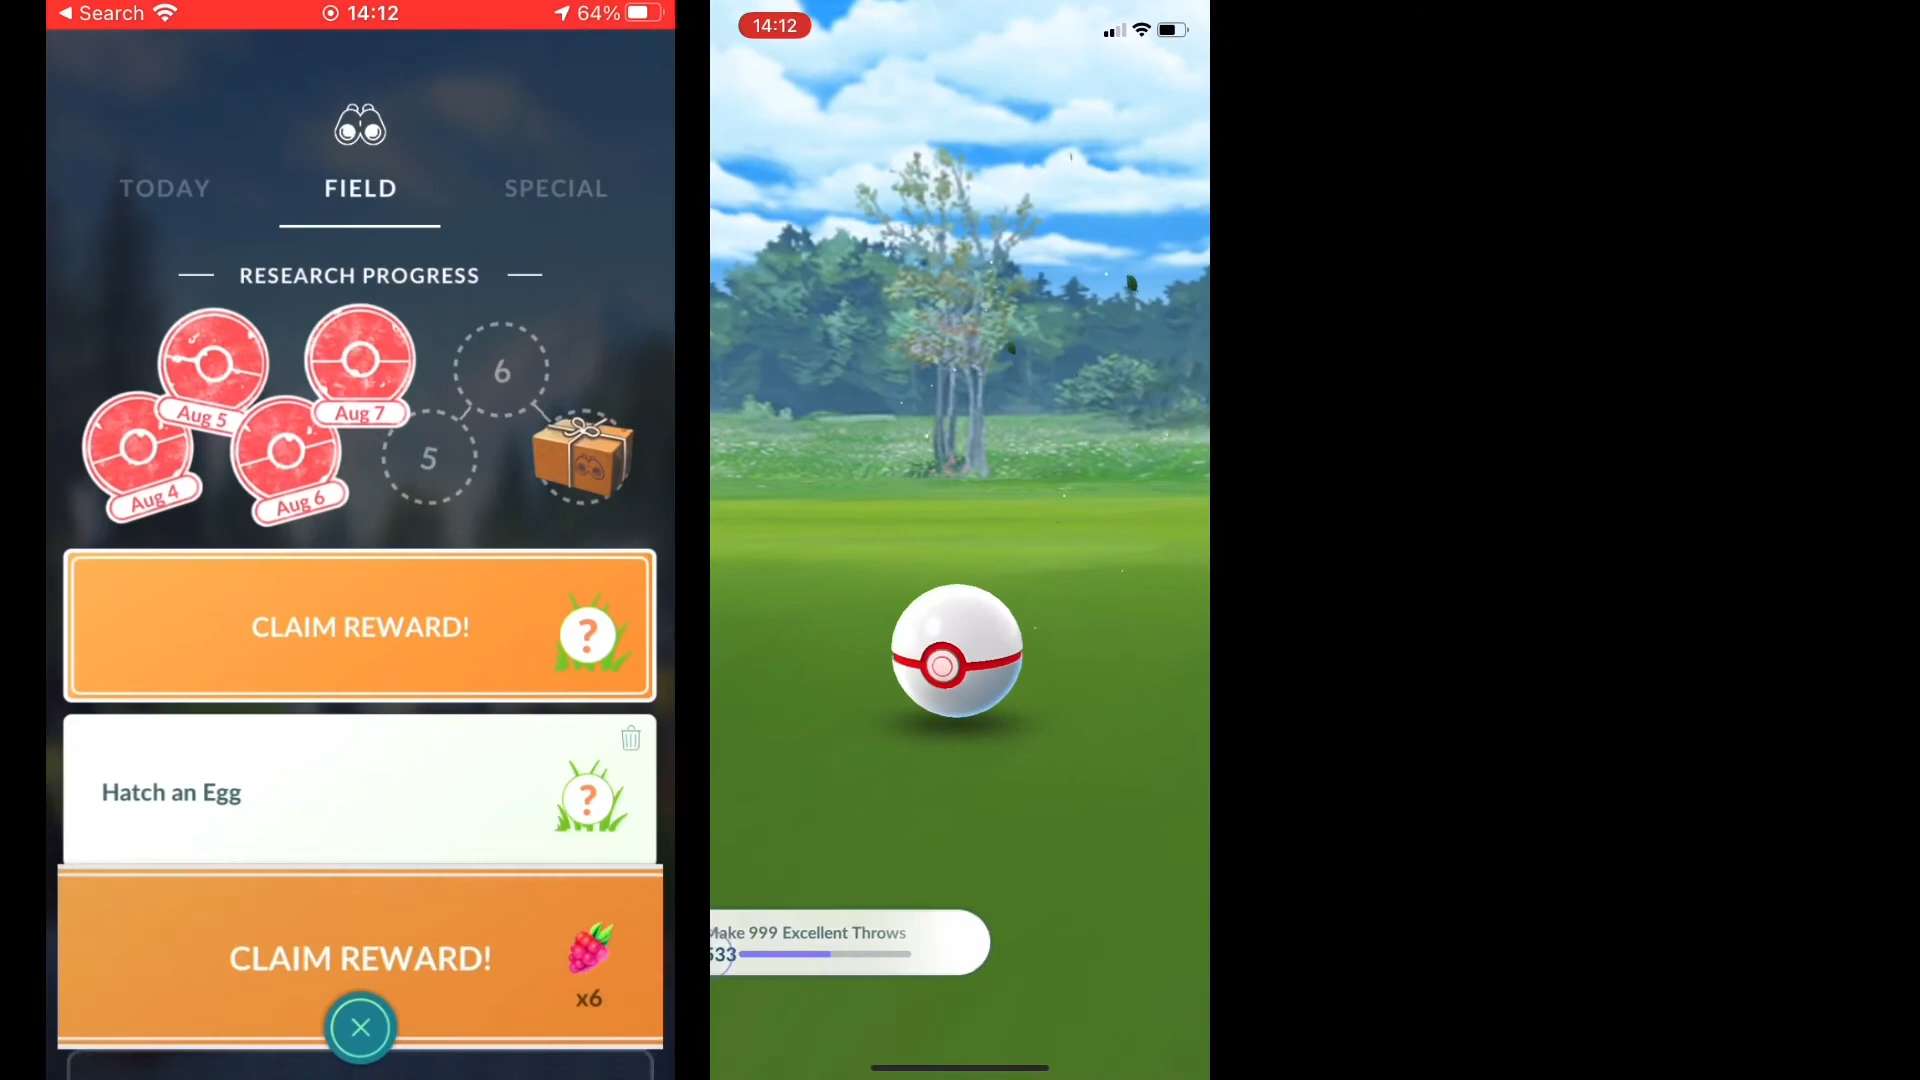 Search
14:12
64%
TODAY
FIELD
SPECIAL
RESEARCH PROGRESS
Aug 5
Aug 7
6
Aug 4
Aug 6
5
CLAIM REWARD!
?
Hatch an Egg
?
CLAIM REWARD!
x6
14:12
Make 999 Excellent Throws
533